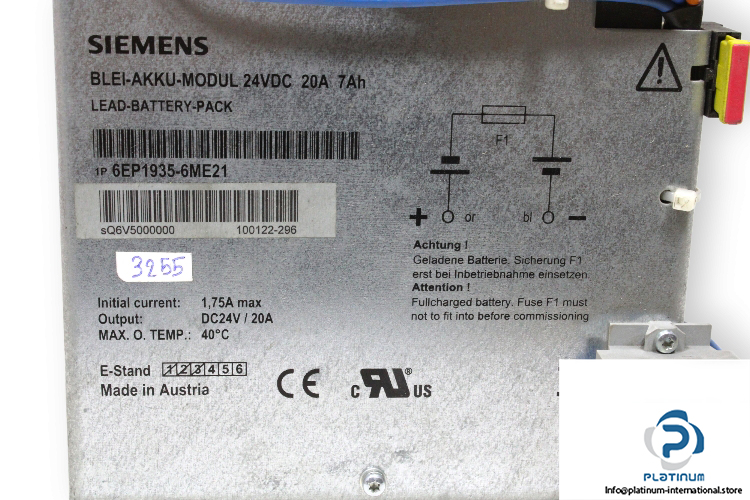 SIEMENS
BLEI-AKKU-MODUL 24VDC 20A 7Ah
LEAD-BATTERY-PACK
1P 6EP1935-6ME21
sQ6V5000000 100122-296
3255
F1
+ or bl −
Achtung !
Geladene Batterie. Sicherung F1
erst bei Inbetriebnahme einsetzen
Attention !
Fullcharged battery. Fuse F1 must
not to fit into before commissioning
Initial current: 1,75A max
Output: DC24V / 20A
MAX. O. TEMP.: 40°C
E-Stand 1 2 3 4 5 6
Made in Austria
CE
c RU® US
PLATINUM
INTERNATIONAL
Info@platinum-international.store